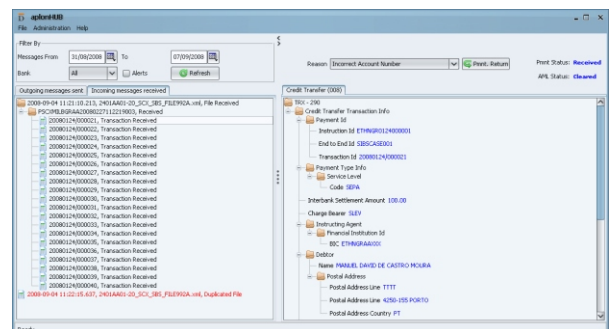 aplonHUB
File Administration Help
Filter By
Messages From 31/08/2008 To 07/09/2008
Bank All Alerts Refresh
Reason Incorrect Account Number Pmnt. Return
Pmnt Status: Received
AML Status: Cleared
Outgoing messages sent Incoming messages received
2008-09-04 11:21:10.213, 2401AA01-20_SCX_SBS_FILE992A.xml, File Received
20080124/000021, Transaction Received
20080124/000022, Transaction Received
20080124/000023, Transaction Received
20080124/000024, Transaction Received
20080124/000025, Transaction Received
20080124/000026, Transaction Received
20080124/000027, Transaction Received
20080124/000028, Transaction Received
20080124/000029, Transaction Received
20080124/000030, Transaction Received
20080124/000031, Transaction Received
20080124/000032, Transaction Received
20080124/000033, Transaction Received
20080124/000034, Transaction Received
20080124/000035, Transaction Received
20080124/000036, Transaction Received
20080124/000037, Transaction Received
20080124/000038, Transaction Received
20080124/000039, Transaction Received
20080124/000040, Transaction Received
2008-09-04 11:22:15.637, 2401AA01-20_SCX_SBS_FILE992A.xml, Duplicated File
Credit Transfer (008)
TRX - 290
Credit Transfer Transaction Info
Payment Id
Instruction Id ETHNGR0124000001
End to End Id SIBSCASE001
Transaction Id 20080124/000021
Payment Type Info
Service Level
Code SEPA
Interbank Settlement Amount 100.00
Charge Bearer SLEV
Instructing Agent
Financial Institution Id
BIC ETHNGRAAXXX
Debtor
Name MANUEL DAVID DE CASTRO MOURA
Postal Address
Postal Address Line TTTT
Postal Address Line 4250-155 PORTO
Postal Address Country PT